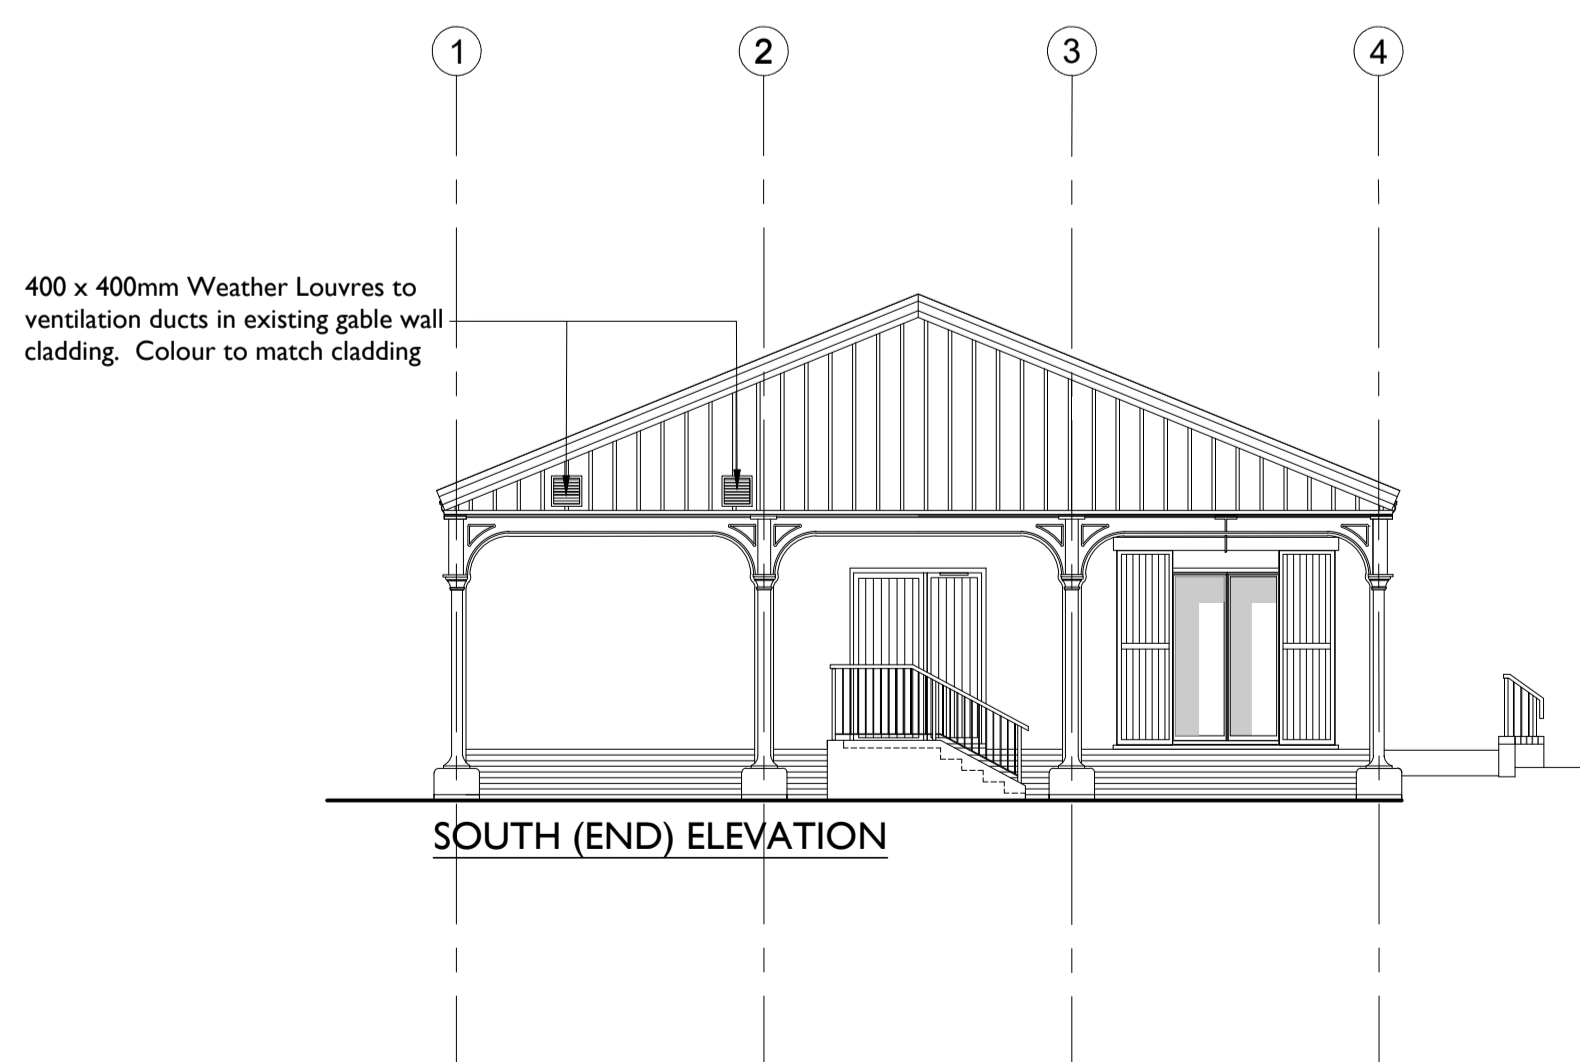 1 2 3 4
400 x 400mm Weather Louvres to
ventilation ducts in existing gable wall
cladding. Colour to match cladding
SOUTH (END) ELEVATION